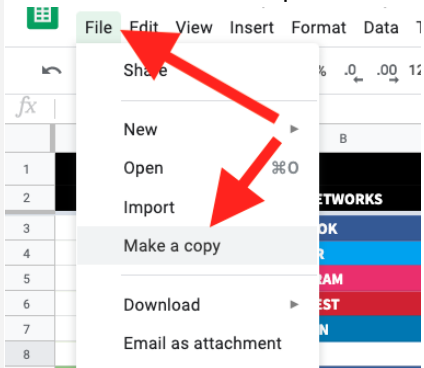 File Edit View Insert Format Data
Share
% .0 .00 12
fx
New
B
1
Open ⌘O
2
Import
ETWORKS
3
OK
Make a copy
4
R
5
RAM
6
Download
EST
7
N
Email as attachment
8